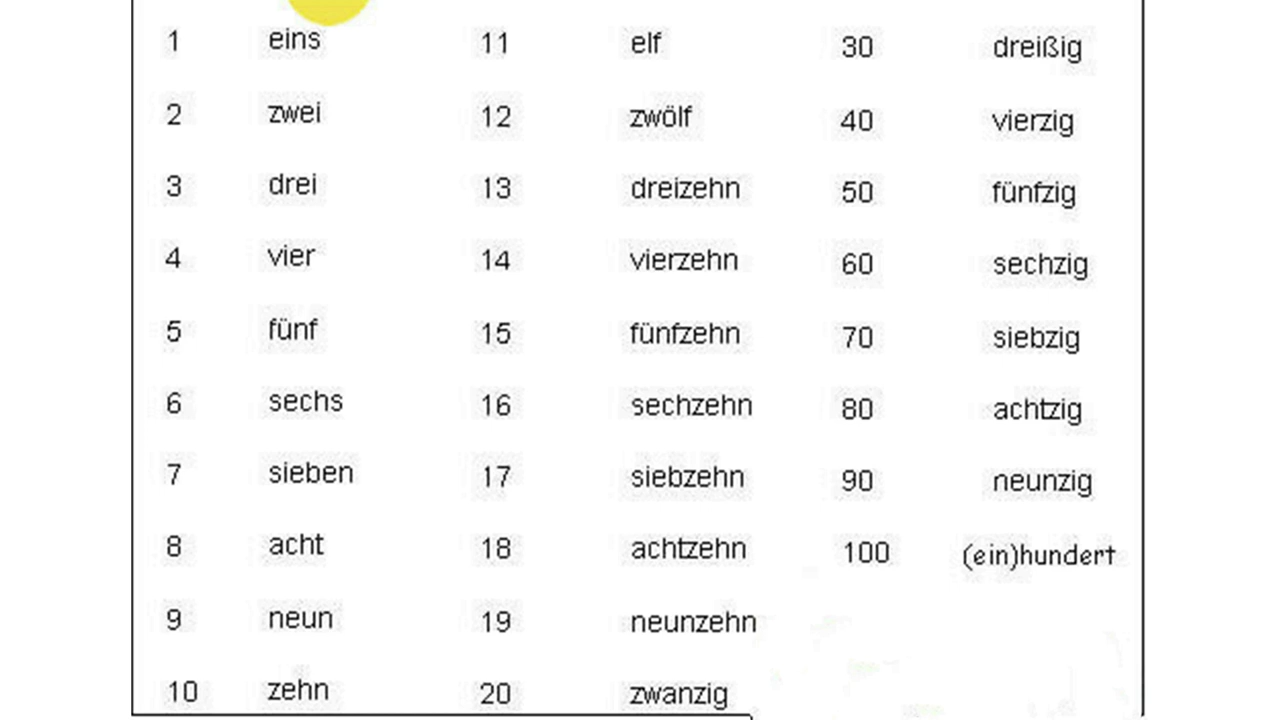 1 eins 11 elf 30 dreißig
2 zwei 12 zwölf 40 vierzig
3 drei 13 dreizehn 50 fünfzig
4 vier 14 vierzehn 60 sechzig
5 fünf 15 fünfzehn 70 siebzig
6 sechs 16 sechzehn 80 achtzig
7 sieben 17 siebzehn 90 neunzig
8 acht 18 achtzehn 100 (ein)hundert
9 neun 19 neunzehn
10 zehn 20 zwanzig